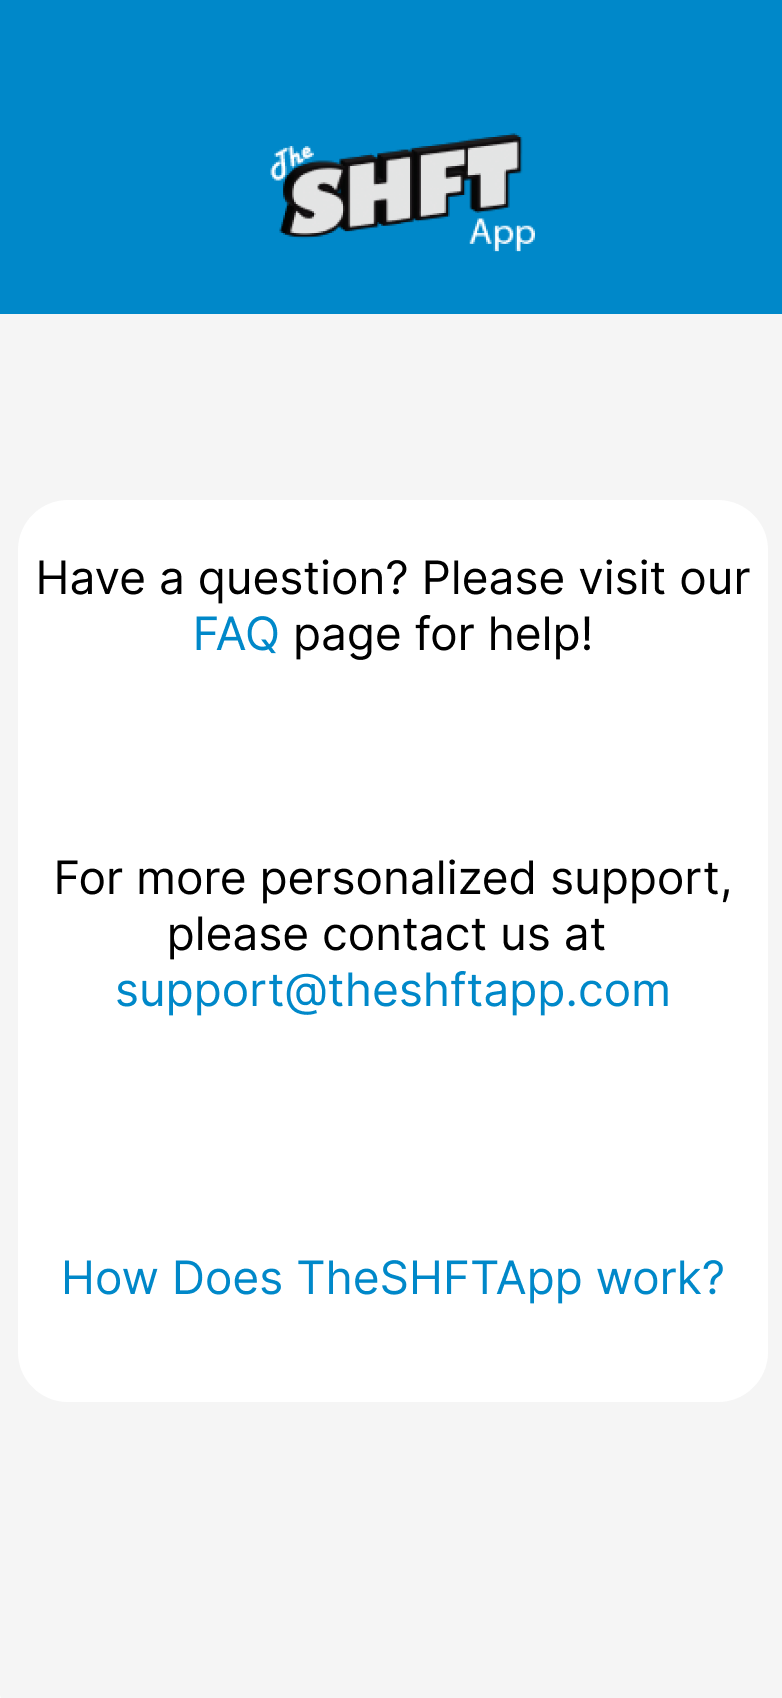 The
SHFT
App
Have a question? Please visit our
FAQ page for help!
For more personalized support,
please contact us at
support@theshftapp.com
How Does TheSHFTApp work?